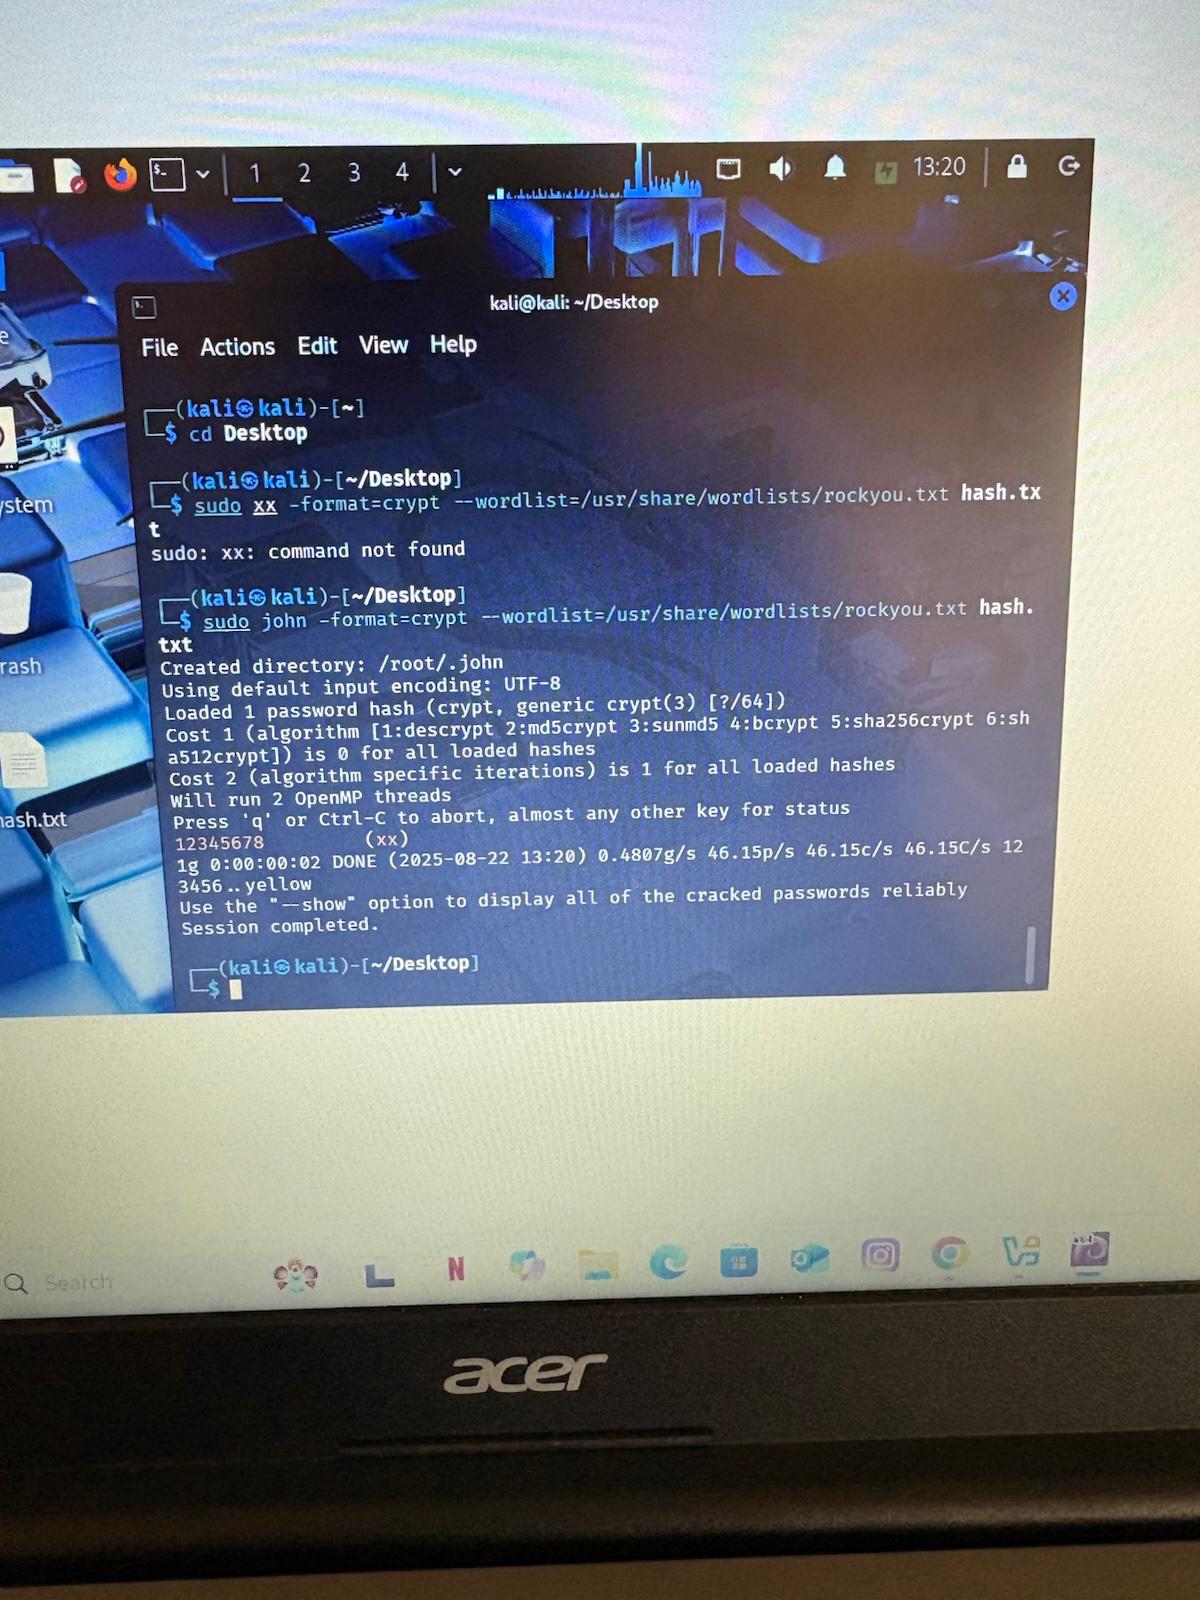 1 2 3 4 13:20
kali@kali: ~/Desktop
File Actions Edit View Help
┌──(kali㉿kali)-[~]
└─$ cd Desktop
┌──(kali㉿kali)-[~/Desktop]
└─$ sudo xx -format=crypt --wordlist=/usr/share/wordlists/rockyou.txt hash.tx
t
sudo: xx: command not found
┌──(kali㉿kali)-[~/Desktop]
└─$ sudo john -format=crypt --wordlist=/usr/share/wordlists/rockyou.txt hash.
txt
Created directory: /root/.john
Using default input encoding: UTF-8
Loaded 1 password hash (crypt, generic crypt(3) [?/64])
Cost 1 (algorithm [1:descrypt 2:md5crypt 3:sunmd5 4:bcrypt 5:sha256crypt 6:sh
a512crypt]) is 0 for all loaded hashes
Cost 2 (algorithm specific iterations) is 1 for all loaded hashes
Will run 2 OpenMP threads
Press 'q' or Ctrl-C to abort, almost any other key for status
12345678 (xx)
1g 0:00:00:02 DONE (2025-08-22 13:20) 0.4807g/s 46.15p/s 46.15c/s 46.15C/s 12
3456..yellow
Use the "--show" option to display all of the cracked passwords reliably
Session completed.
┌──(kali㉿kali)-[~/Desktop]
└─$
Search
acer